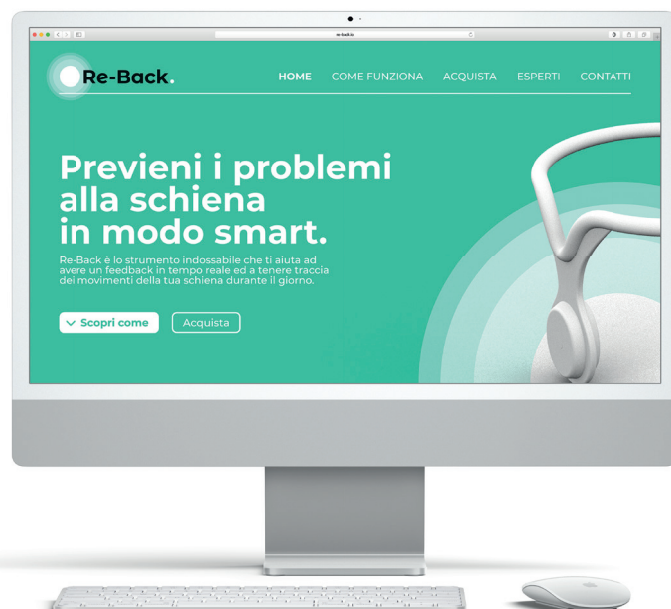 re-back.io
Re-Back.
HOME COME FUNZIONA ACQUISTA ESPERTI CONTATTI
Previeni i problemi
alla schiena
in modo smart.
Re-Back è lo strumento indossabile che ti aiuta ad
avere un feedback in tempo reale ed a tenere traccia
dei movimenti della tua schiena durante il giorno.
Scopri come Acquista